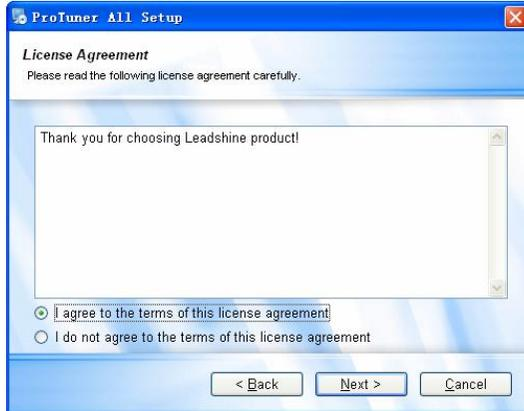 ProTuner All Setup
License Agreement
Please read the following license agreement carefully.
Thank you for choosing Leadshine product!
I agree to the terms of this license agreement
I do not agree to the terms of this license agreement
< Back
Next >
Cancel